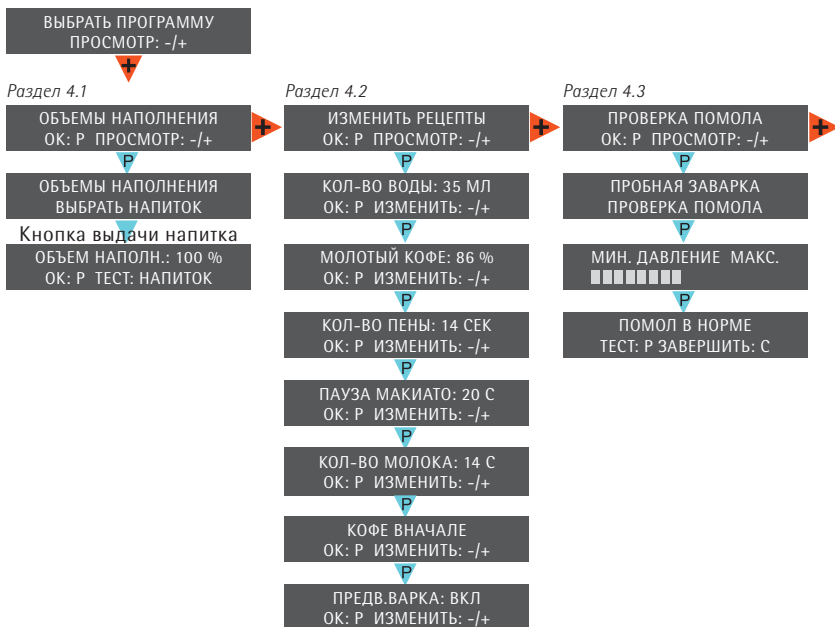 ВЫБРАТЬ ПРОГРАММУ
ПРОСМОТР: -/+
+
Раздел 4.1
ОБЪЕМЫ НАПОЛНЕНИЯ
ОК: Р ПРОСМОТР: -/+
P
ОБЪЕМЫ НАПОЛНЕНИЯ
ВЫБРАТЬ НАПИТОК
Кнопка выдачи напитка
ОБЪЕМ НАПОЛН.: 100 %
ОК: Р ТЕСТ: НАПИТОК
+
Раздел 4.2
ИЗМЕНИТЬ РЕЦЕПТЫ
ОК: Р ПРОСМОТР: -/+
P
КОЛ-ВО ВОДЫ: 35 МЛ
ОК: Р ИЗМЕНИТЬ: -/+
P
МОЛОТЫЙ КОФЕ: 86 %
ОК: Р ИЗМЕНИТЬ: -/+
P
КОЛ-ВО ПЕНЫ: 14 СЕК
ОК: Р ИЗМЕНИТЬ: -/+
P
ПАУЗА МАКИАТО: 20 С
ОК: Р ИЗМЕНИТЬ: -/+
P
КОЛ-ВО МОЛОКА: 14 С
ОК: Р ИЗМЕНИТЬ: -/+
P
КОФЕ ВНАЧАЛЕ
ОК: Р ИЗМЕНИТЬ: -/+
P
ПРЕДВ.ВАРКА: ВКЛ
ОК: Р ИЗМЕНИТЬ: -/+
+
Раздел 4.3
ПРОВЕРКА ПОМОЛА
ОК: Р ПРОСМОТР: -/+
P
ПРОБНАЯ ЗАВАРКА
ПРОВЕРКА ПОМОЛА
P
МИН. ДАВЛЕНИЕ МАКС.
P
ПОМОЛ В НОРМЕ
ТЕСТ: Р ЗАВЕРШИТЬ: С
+